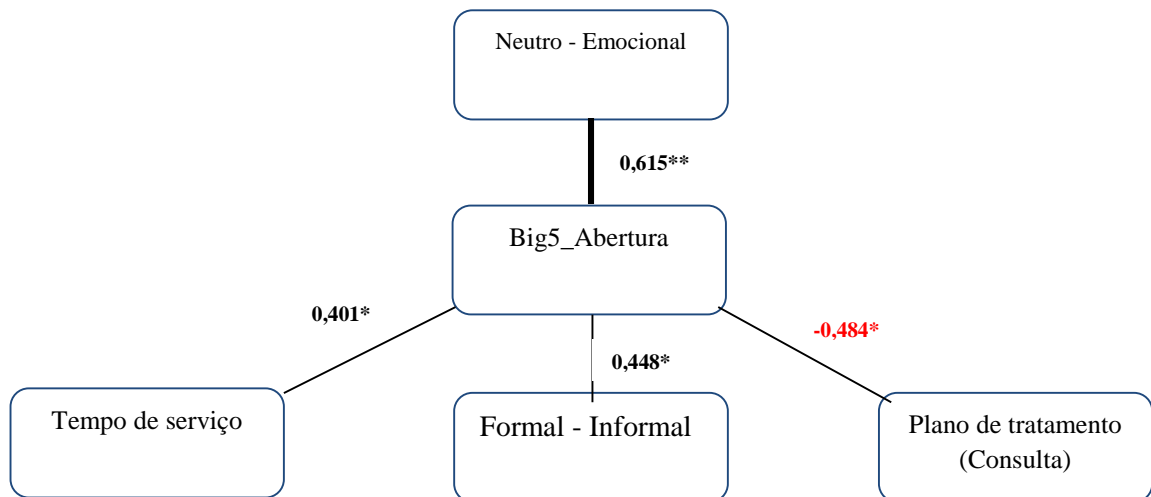 Neutro - Emocional
0,615**
Big5_Abertura
0,401*
-0,484*
0,448*
Tempo de serviço
Formal - Informal
Plano de tratamento
(Consulta)